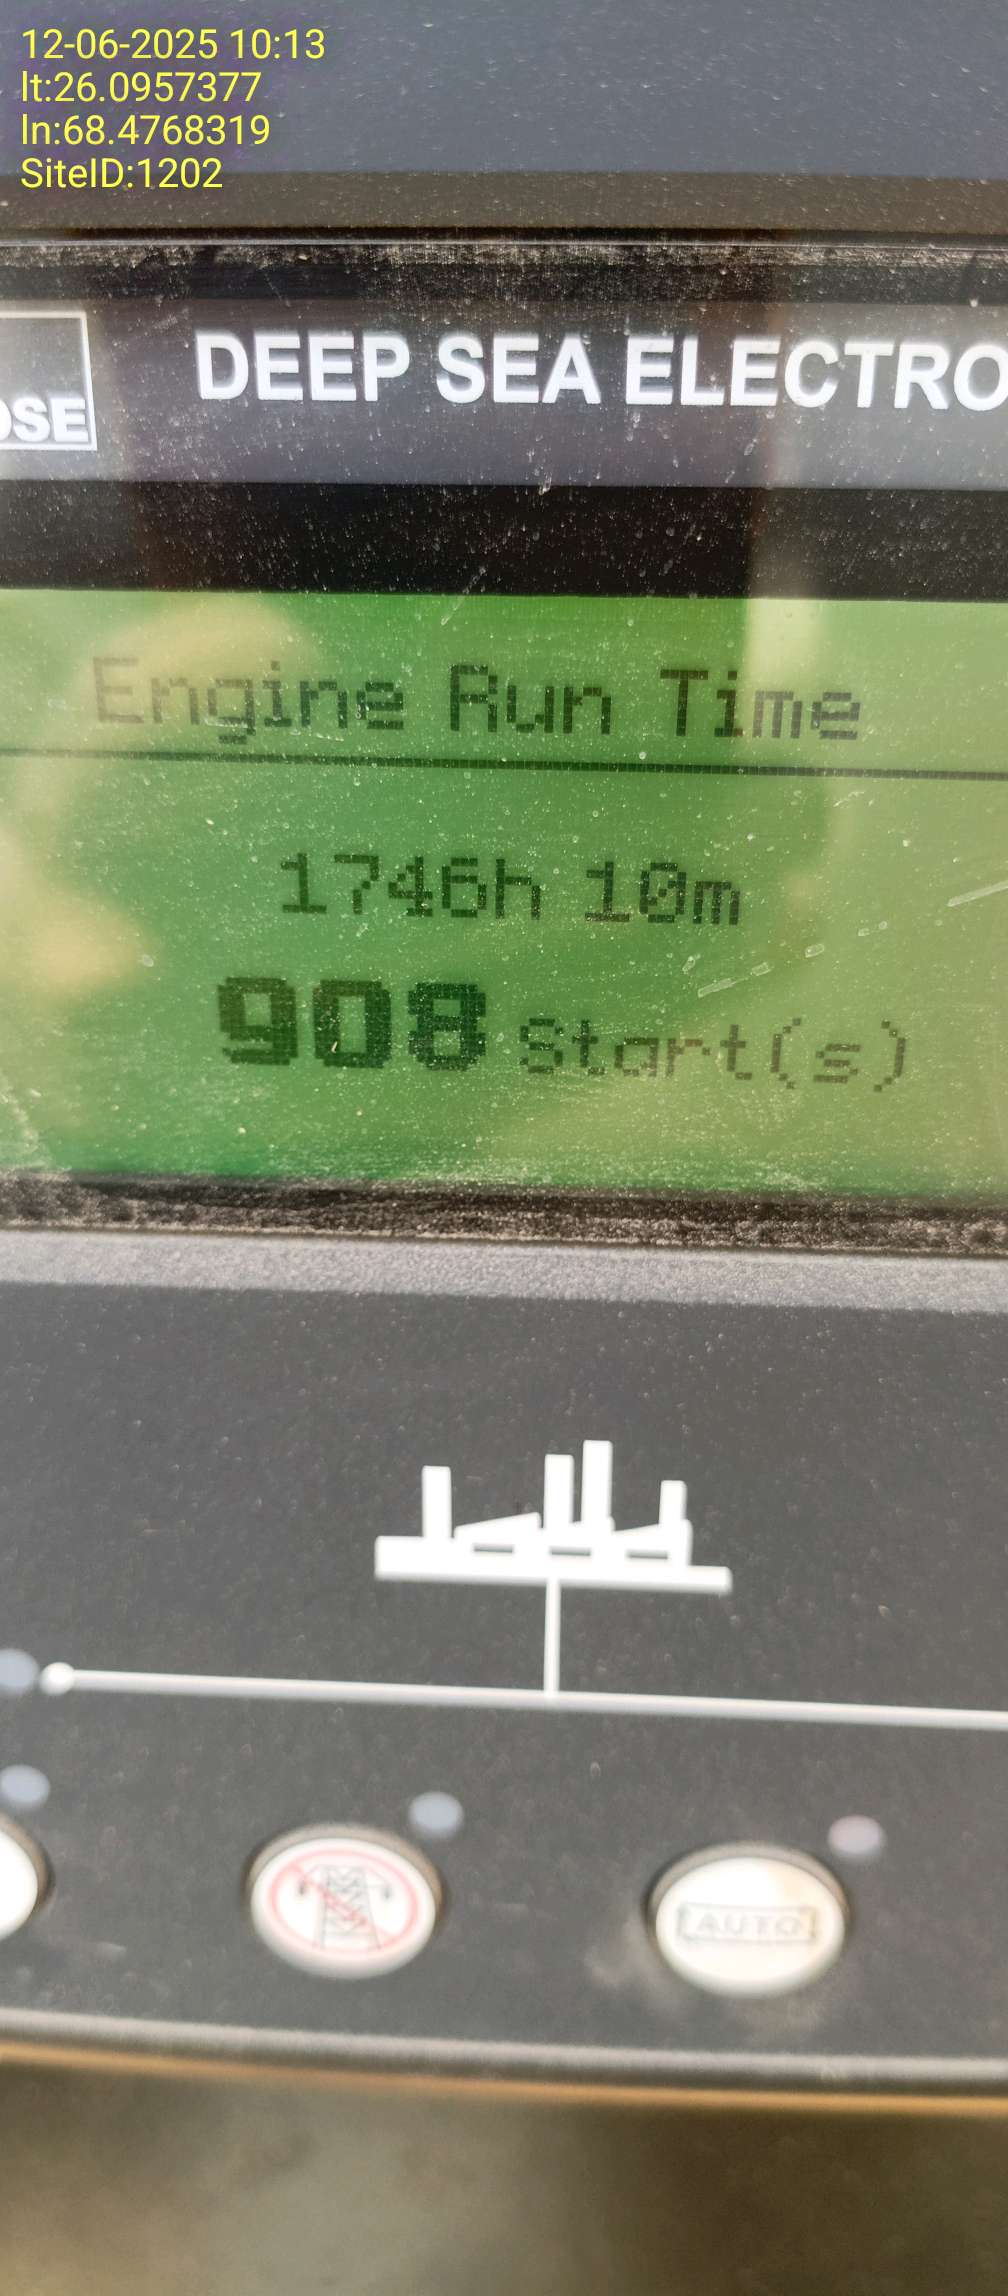 12-06-2025 10:13
lt:26.0957377
ln:68.4768319
SiteID:1202
DSE
DEEP SEA ELECTRO
Engine Run Time
1746h 10m
908 Start(s)
AUTO